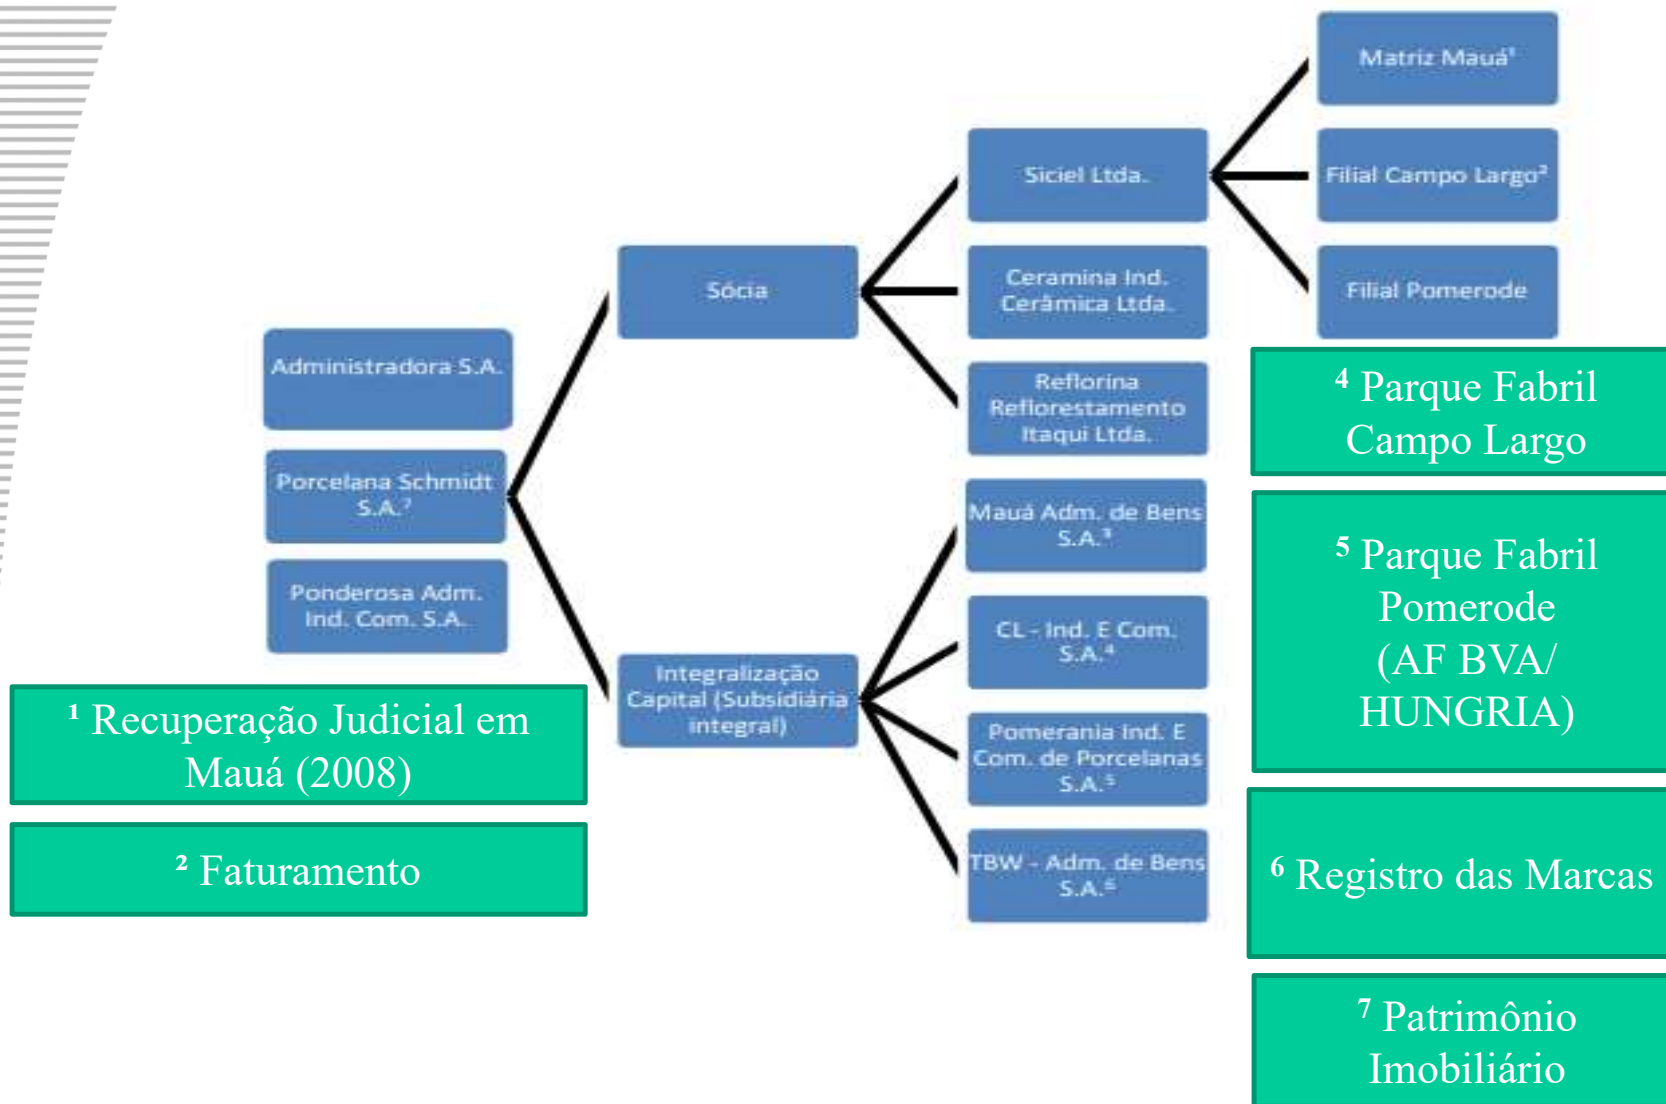 Administradora S.A.
Porcelana Schmidt
S.A.⁷
Ponderosa Adm.
Ind. Com. S.A.
Sócia
Integralização
Capital (Subsidiária
integral)
Siciel Ltda.
Ceramina Ind.
Cerâmica Ltda.
Reflorina
Reflorestamento
Itaqui Ltda.
Mauá Adm. de Bens
S.A.³
CL - Ind. E Com.
S.A.⁴
Pomerania Ind. E
Com. de Porcelanas
S.A.⁵
TBW - Adm. de Bens
S.A.⁶
Matriz Mauá¹
Filial Campo Largo²
Filial Pomerode
¹ Recuperação Judicial em
Mauá (2008)
² Faturamento
⁴ Parque Fabril
Campo Largo
⁵ Parque Fabril
Pomerode
(AF BVA/
HUNGRIA)
⁶ Registro das Marcas
⁷ Patrimônio
Imobiliário